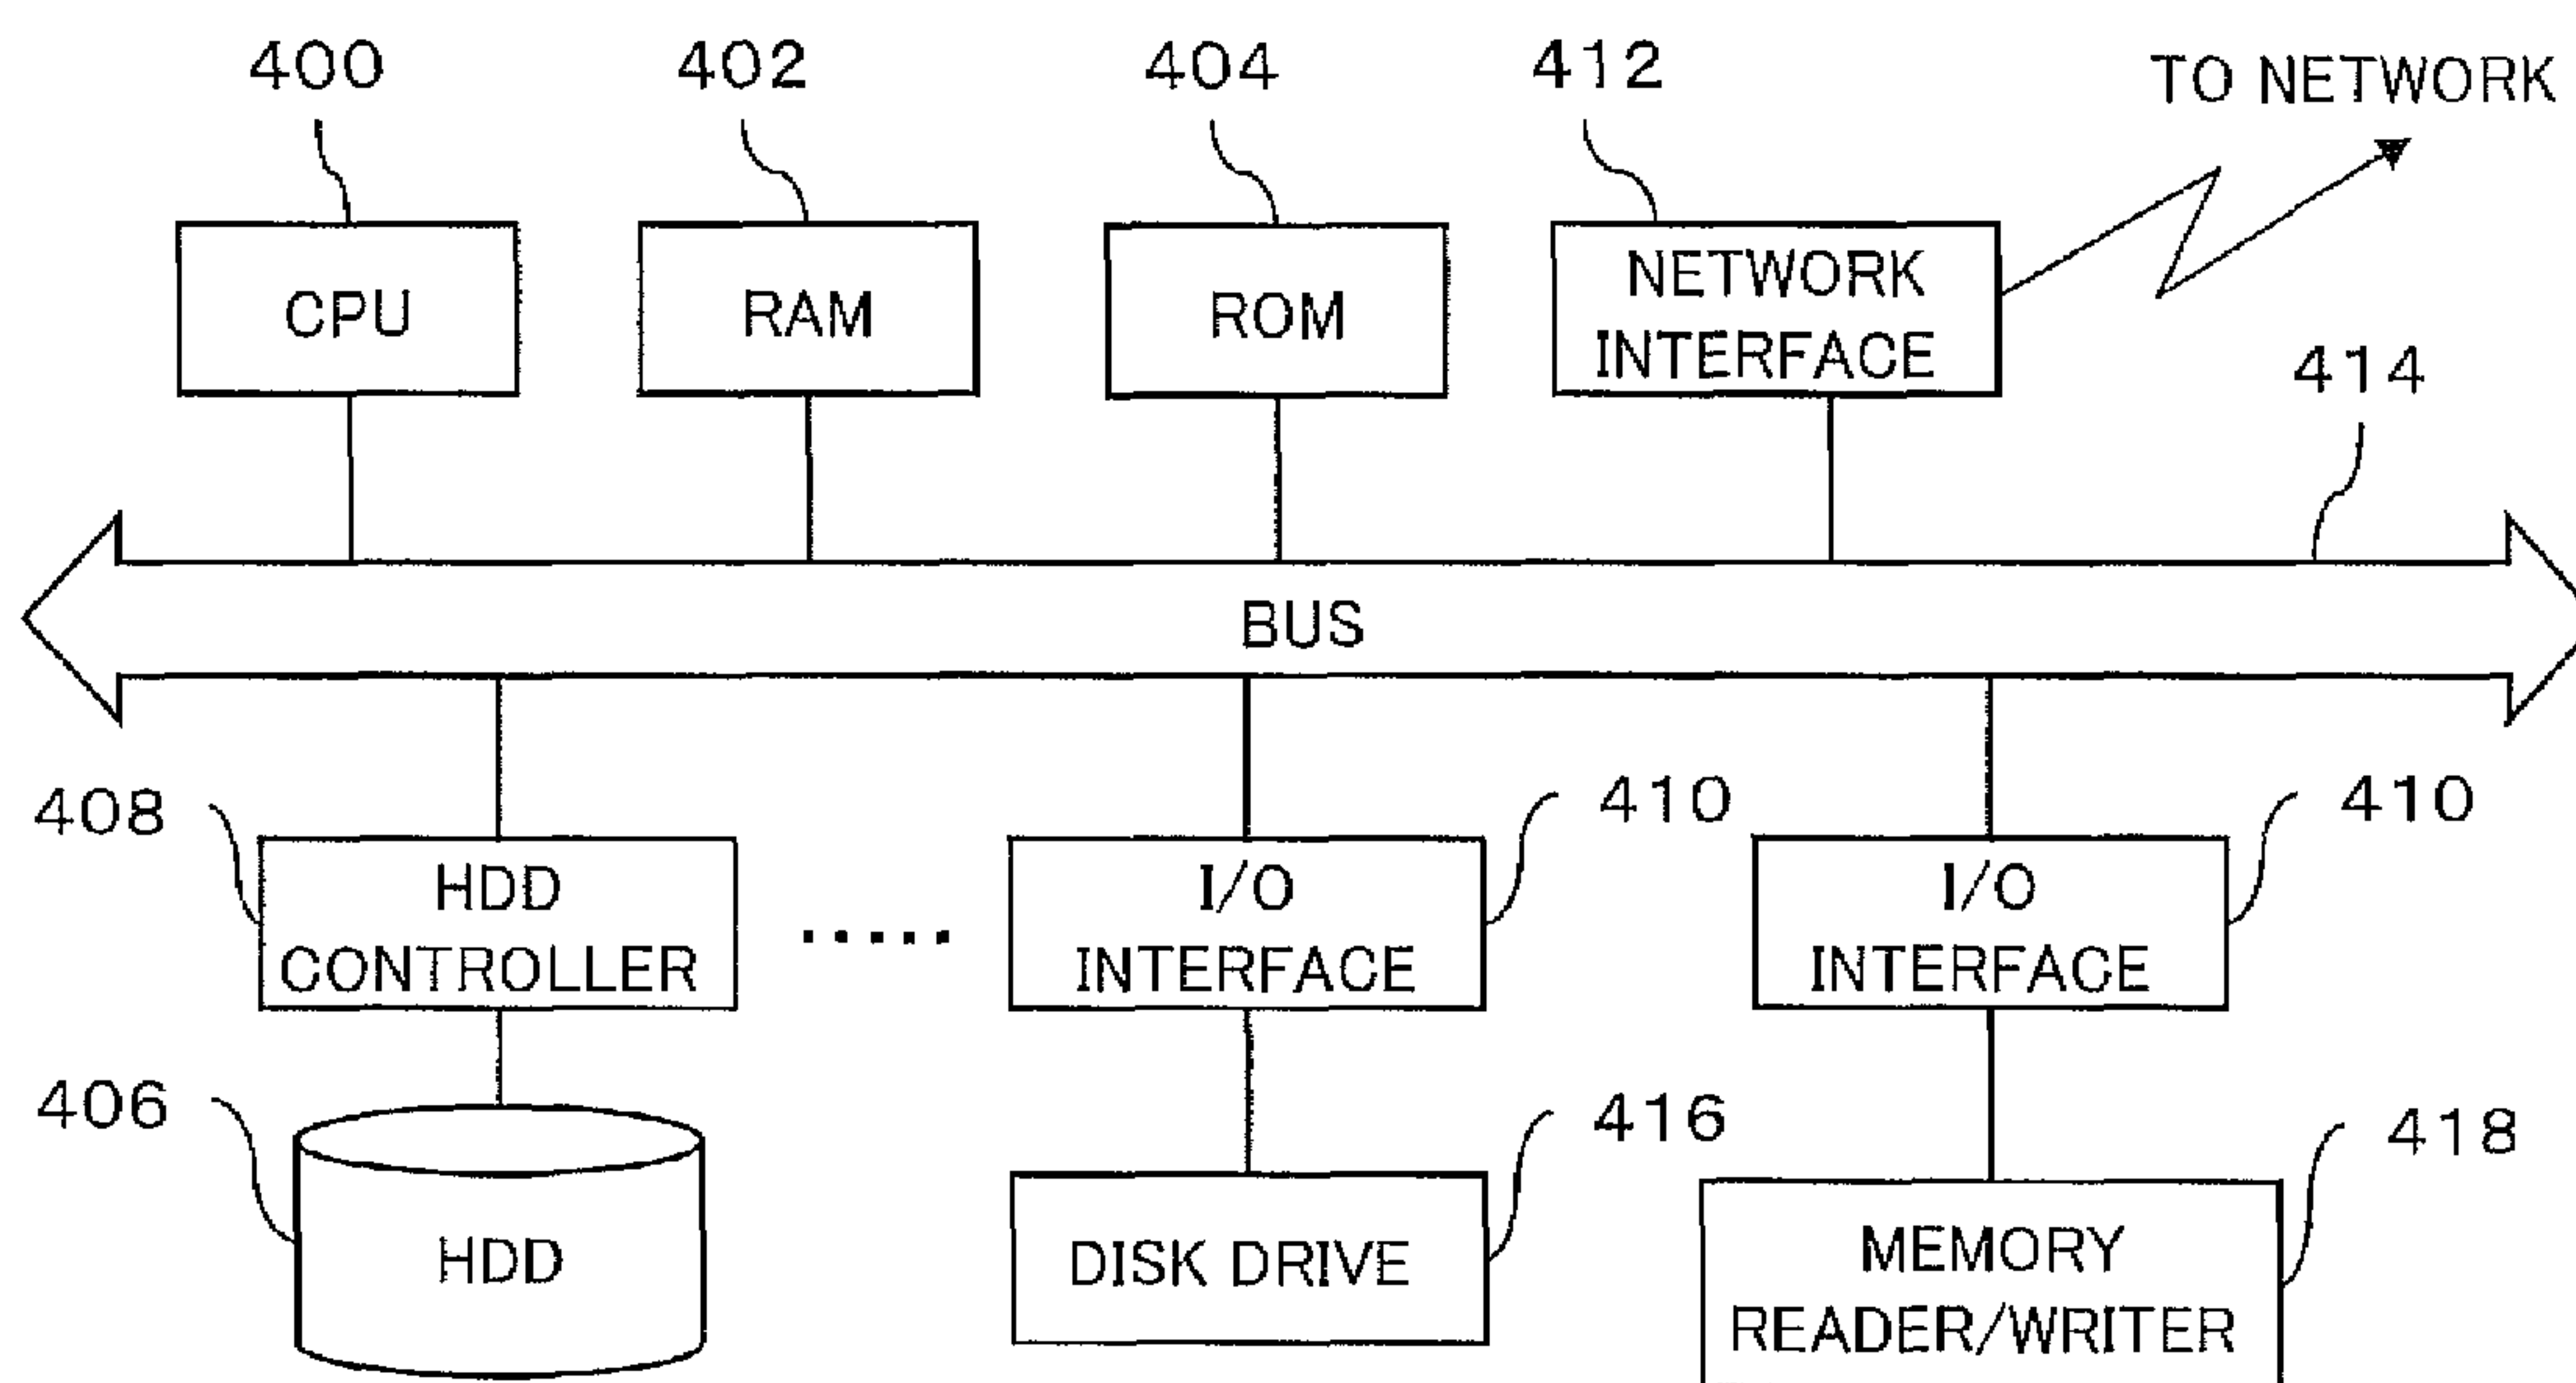 400
402
404
412
TO NETWORK
CPU
RAM
ROM
NETWORK
INTERFACE
414
BUS
408
HDD
CONTROLLER
.....
I/O
INTERFACE
410
I/O
INTERFACE
410
406
HDD
DISK DRIVE
416
MEMORY
READER/WRITER
418